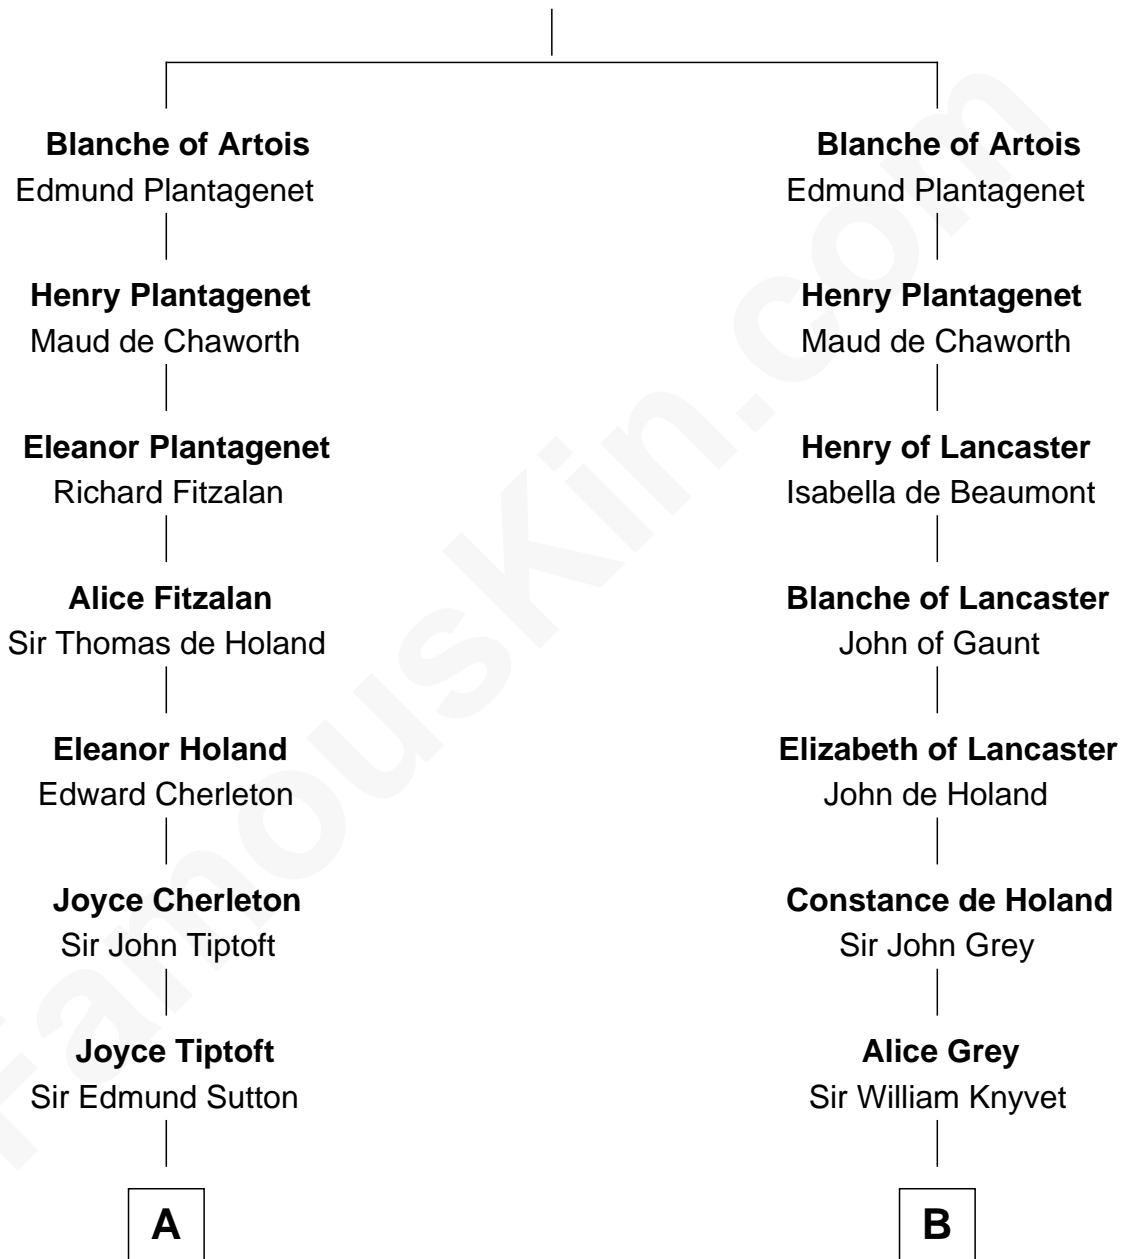 Blanche of Artois
Edmund Plantagenet
Henry Plantagenet
Maud de Chaworth
Eleanor Plantagenet
Richard Fitzalan
Alice Fitzalan
Sir Thomas de Holand
Eleanor Holand
Edward Cherleton
Joyce Cherleton
Sir John Tiptoft
Joyce Tiptoft
Sir Edmund Sutton
A
Blanche of Artois
Edmund Plantagenet
Henry Plantagenet
Maud de Chaworth
Henry of Lancaster
Isabella de Beaumont
Blanche of Lancaster
John of Gaunt
Elizabeth of Lancaster
John de Holand
Constance de Holand
Sir John Grey
Alice Grey
Sir William Knyvet
B
FamousKin.com